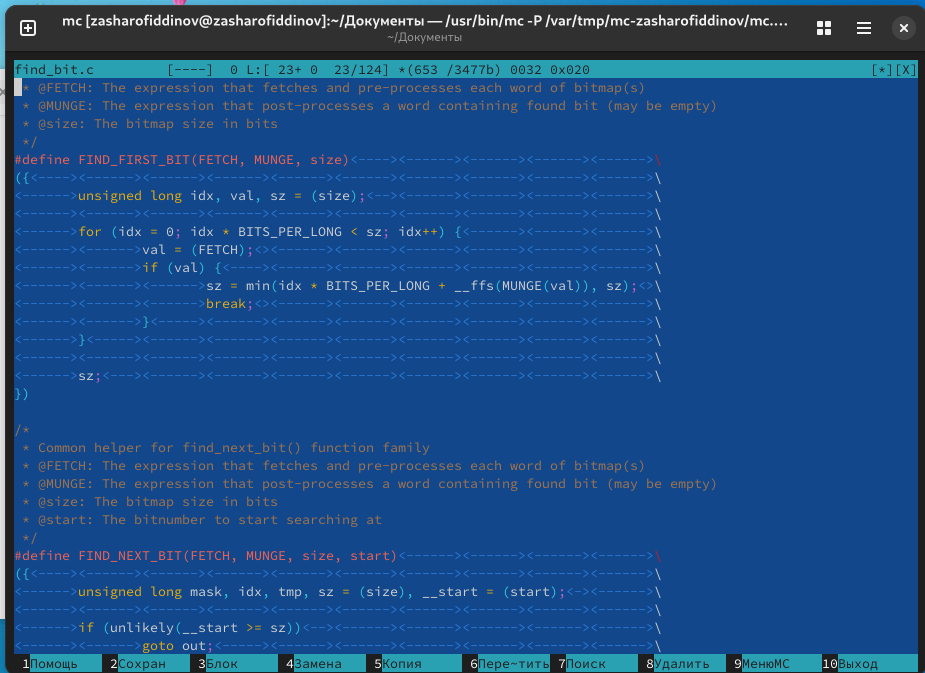 mc [zasharofiddinov@zasharofiddinov]:~/Документы — /usr/bin/mc -P /var/tmp/mc-zasharofiddinov/mc.…
~/Документы
find_bit.c [----] 0 L:[ 23+ 0 23/124] *(653 /3477b) 0032 0x020 [*][X]
* @FETCH: The expression that fetches and pre-processes each word of bitmap(s)
* @MUNGE: The expression that post-processes a word containing found bit (may be empty)
* @size: The bitmap size in bits
*/
#define FIND_FIRST_BIT(FETCH, MUNGE, size)<----><------><------><------><------>\
({<----><------><------><------><------><------><------><------><------><------>\
<------>unsigned long idx, val, sz = (size);<--><------><------><------><------>\
<------><------><------><------><------><------><------><------><------><------>\
<------>for (idx = 0; idx * BITS_PER_LONG < sz; idx++) {<------><------><------>\
<------><------>val = (FETCH);<><------><------><------><------><------><------>\
<------><------>if (val) {<----><------><------><------><------><------><------>\
<------><------><------>sz = min(idx * BITS_PER_LONG + __ffs(MUNGE(val)), sz);<>\
<------><------><------>break;<><------><------><------><------><------><------>\
<------><------>}<-----><------><------><------><------><------><------><------>\
<------>}<-----><------><------><------><------><------><------><------><------>\
<------><------><------><------><------><------><------><------><------><------>\
<------>sz;<---><------><------><------><------><------><------><------><------>\
})
/*
* Common helper for find_next_bit() function family
* @FETCH: The expression that fetches and pre-processes each word of bitmap(s)
* @MUNGE: The expression that post-processes a word containing found bit (may be empty)
* @size: The bitmap size in bits
* @start: The bitnumber to start searching at
*/
#define FIND_NEXT_BIT(FETCH, MUNGE, size, start)<------><------><------><------>\
({<----><------><------><------><------><------><------><------><------><------>\
<------>unsigned long mask, idx, tmp, sz = (size), __start = (start);<-><------>\
<------><------><------><------><------><------><------><------><------><------>\
<------>if (unlikely(__start >= sz))<--><------><------><------><------><------>\
<------><------>goto out;<-----><------><------><------><------><------><------>\
1Помощь 2Сохран 3Блок 4Замена 5Копия 6Пере~тить 7Поиск 8Удалить 9МенюMC 10Выход